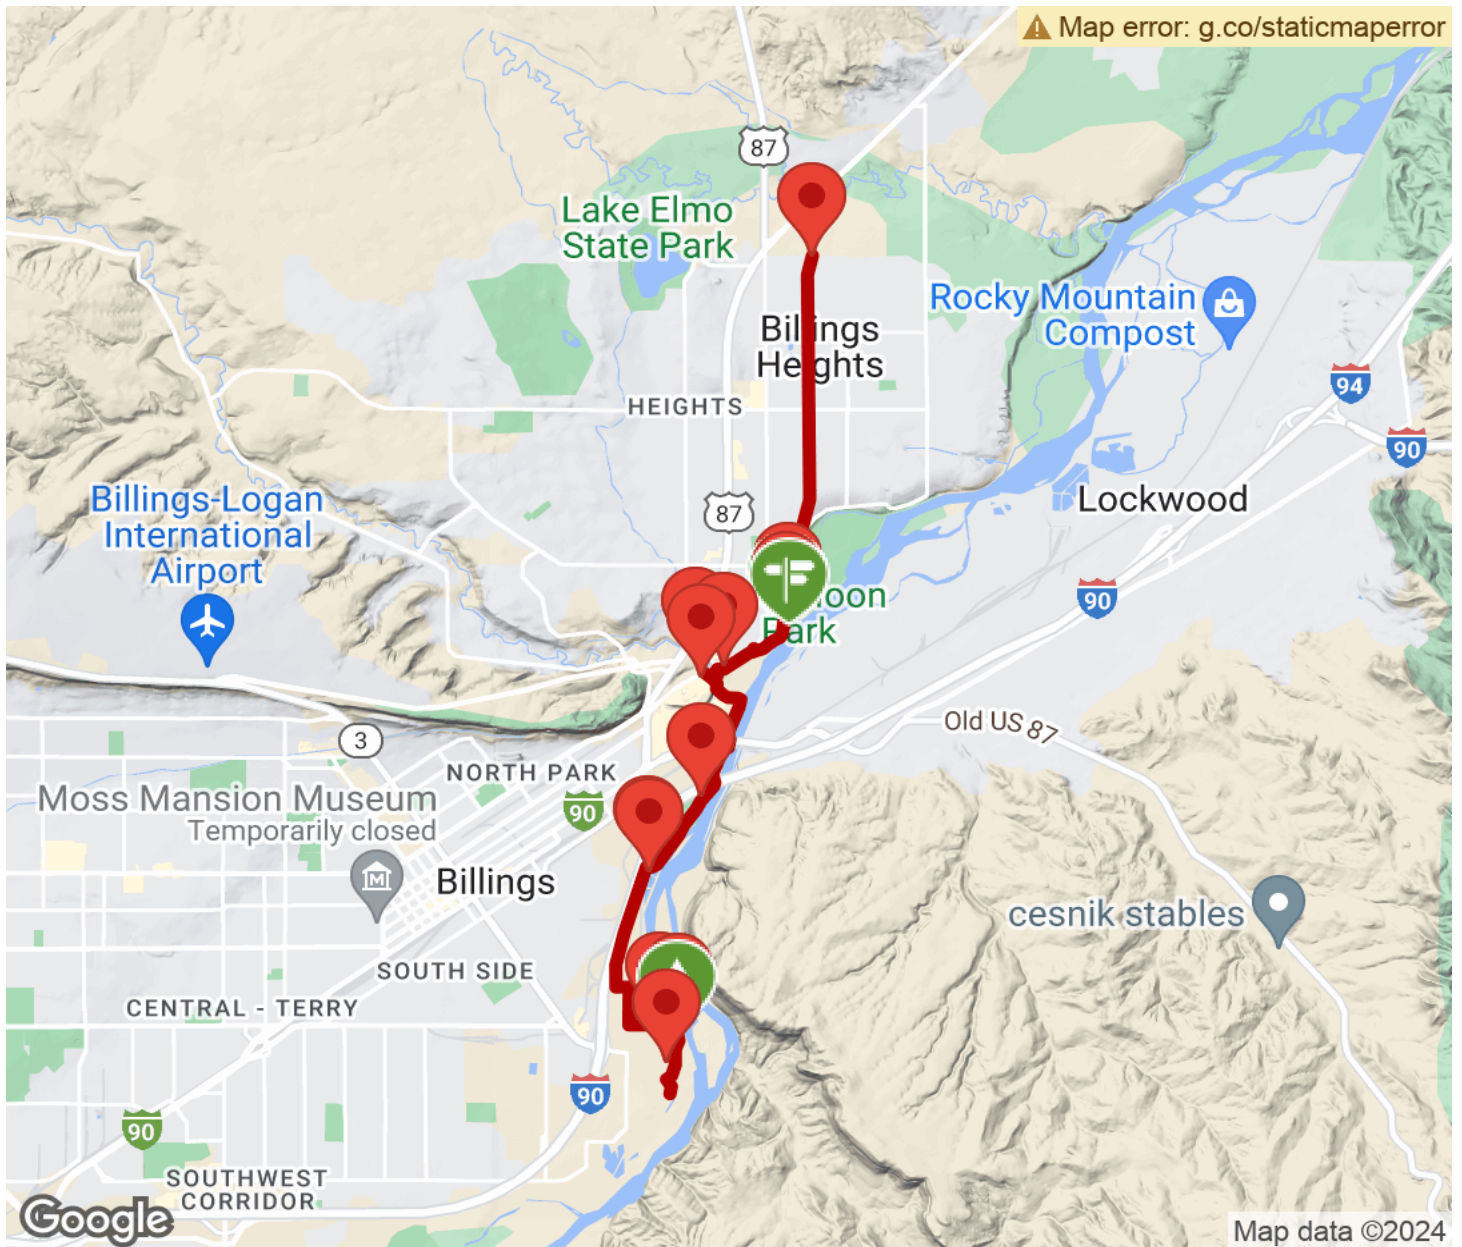 Map error: g.co/staticmaperror
87
Lake Elmo
State Park
Rocky Mountain
Compost
Billings
Heights
94
HEIGHTS
90
Billings-Logan
International
Airport
87
Lockwood
90
Park
Old US 87
3
NORTH PARK
Moss Mansion Museum
Temporarily closed
90
Billings
cesnik stables
SOUTH SIDE
CENTRAL - TERRY
90
90
SOUTHWEST
CORRIDOR
Google
Map data ©2024